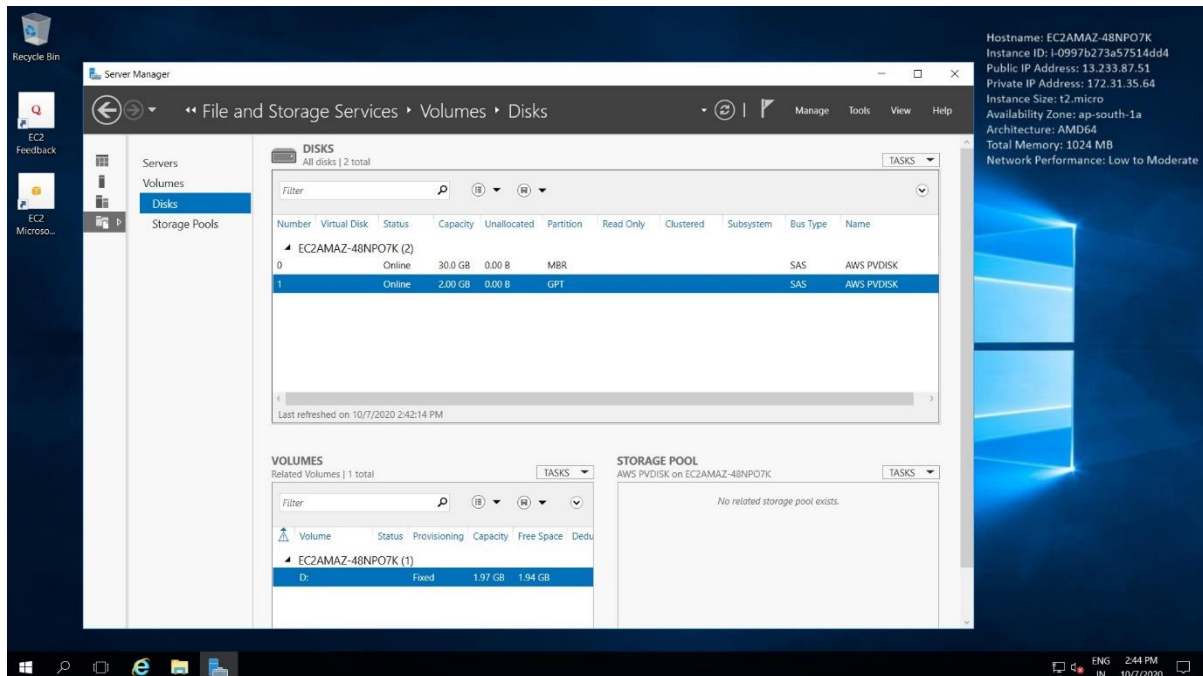 Recycle Bin
EC2
Feedback
EC2
Microso...
Hostname: EC2AMAZ-48NPO7K
Instance ID: i-0997b273a57514dd4
Public IP Address: 13.233.87.51
Private IP Address: 172.31.35.64
Instance Size: t2.micro
Availability Zone: ap-south-1a
Architecture: AMD64
Total Memory: 1024 MB
Network Performance: Low to Moderate
Server Manager
File and Storage Services Volumes Disks
Manage Tools View Help
Servers
Volumes
Disks
Storage Pools
DISKS
All disks | 2 total
TASKS
Filter
Number Virtual Disk Status Capacity Unallocated Partition Read Only Clustered Subsystem Bus Type Name
EC2AMAZ-48NPO7K (2)
0 Online 30.0 GB 0.00 B MBR SAS AWS PVDISK
1 Online 2.00 GB 0.00 B GPT SAS AWS PVDISK
Last refreshed on 10/7/2020 2:42:14 PM
VOLUMES
Related Volumes | 1 total
TASKS
Filter
Volume Status Provisioning Capacity Free Space Dedu
EC2AMAZ-48NPO7K (1)
D: Fixed 1.97 GB 1.94 GB
STORAGE POOL
AWS PVDISK on EC2AMAZ-48NPO7K
TASKS
No related storage pool exists.
ENG 2:44 PM
IN 10/7/2020